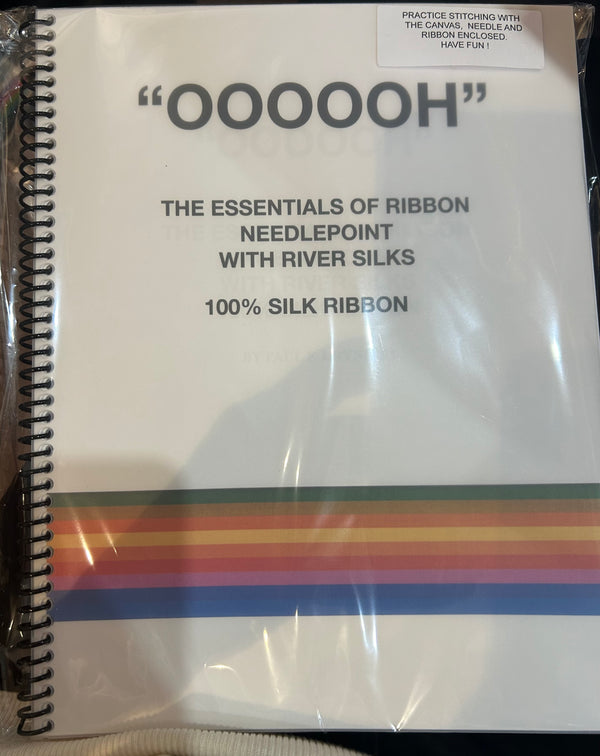 PRACTICE STITCHING WITH
THE CANVAS, NEEDLE AND
RIBBON ENCLOSED.
HAVE FUN !
“OOOOOH”
THE ESSENTIALS OF RIBBON
NEEDLEPOINT
WITH RIVER SILKS
100% SILK RIBBON